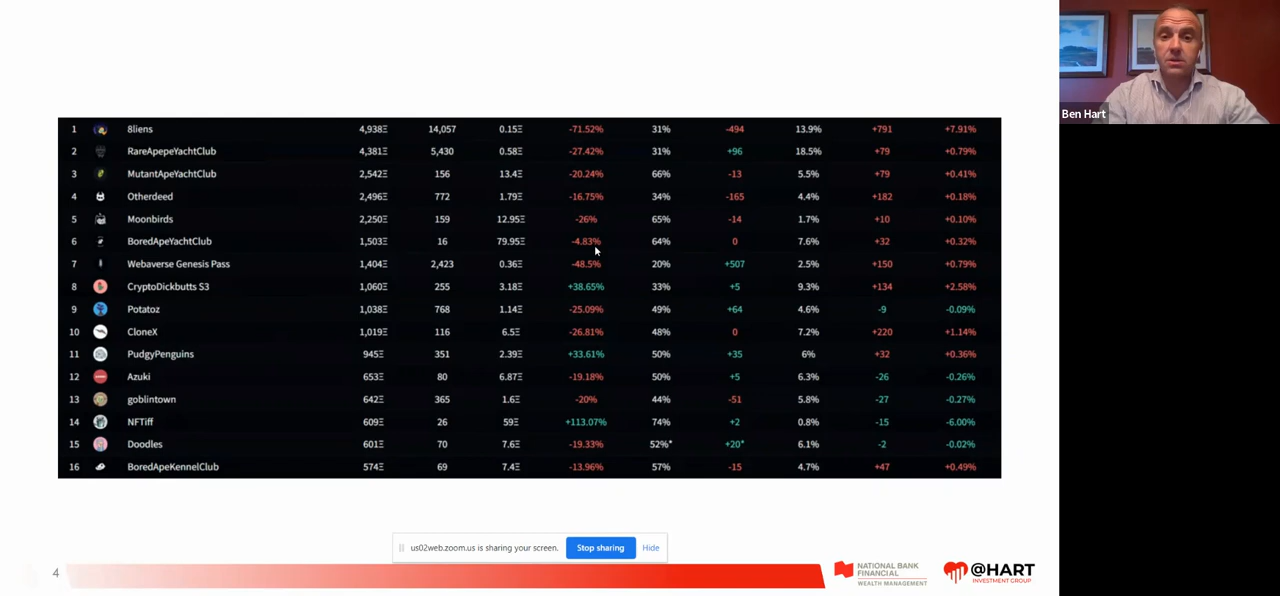 1 8liens 4,938Ξ 14,057 0.15Ξ -71.52% 31% -494 13.9% +791 +7.91%
2 RareApepeYachtClub 4,381Ξ 5,430 0.58Ξ -27.42% 31% +96 18.5% +79 +0.79%
3 MutantApeYachtClub 2,542Ξ 156 13.4Ξ -20.24% 66% -13 5.5% +79 +0.41%
4 Otherdeed 2,496Ξ 772 1.79Ξ -16.75% 34% -165 4.4% +182 +0.18%
5 Moonbirds 2,250Ξ 159 12.95Ξ -26% 65% -14 1.7% +10 +0.10%
6 BoredApeYachtClub 1,503Ξ 16 79.95Ξ -4.83% 64% 0 7.6% +32 +0.32%
7 Webaverse Genesis Pass 1,404Ξ 2,423 0.36Ξ -48.5% 20% +507 2.5% +150 +0.79%
8 CryptoDickbutts S3 1,060Ξ 255 3.18Ξ +38.65% 33% +5 9.3% +134 +2.58%
9 Potatoz 1,038Ξ 768 1.14Ξ -25.09% 49% +64 4.6% -9 -0.09%
10 CloneX 1,019Ξ 116 6.5Ξ -26.81% 48% 0 7.2% +220 +1.14%
11 PudgyPenguins 945Ξ 351 2.39Ξ +33.61% 50% +35 6% +32 +0.36%
12 Azuki 653Ξ 80 6.87Ξ -19.18% 50% +5 6.3% -26 -0.26%
13 goblintown 642Ξ 365 1.6Ξ -20% 44% -51 5.8% -27 -0.27%
14 NFTiff 609Ξ 26 59Ξ +113.07% 74% +2 0.8% -15 -6.00%
15 Doodles 601Ξ 70 7.6Ξ -19.33% 52%* +20* 6.1% -2 -0.02%
16 BoredApeKennelClub 574Ξ 69 7.4Ξ -13.96% 57% -15 4.7% +47 +0.49%
Ben Hart
us02web.zoom.us is sharing your screen. Stop sharing Hide
4
NATIONAL BANK
FINANCIAL
WEALTH MANAGEMENT
@HART
INVESTMENT GROUP